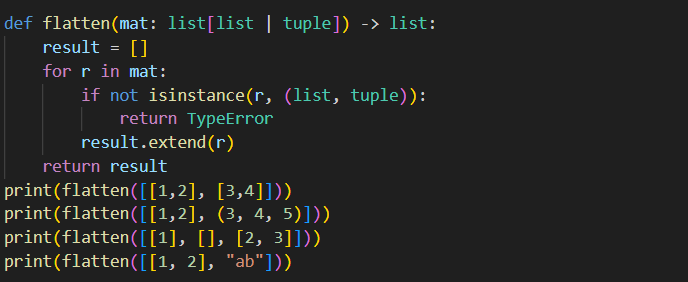 def flatten(mat: list[list | tuple]) -> list:
    result = []
    for r in mat:
        if not isinstance(r, (list, tuple)):
            return TypeError
        result.extend(r)
    return result
print(flatten([[1,2], [3,4]]))
print(flatten([[1,2], (3, 4, 5)]))
print(flatten([[1], [], [2, 3]]))
print(flatten([[1, 2], "ab"]))